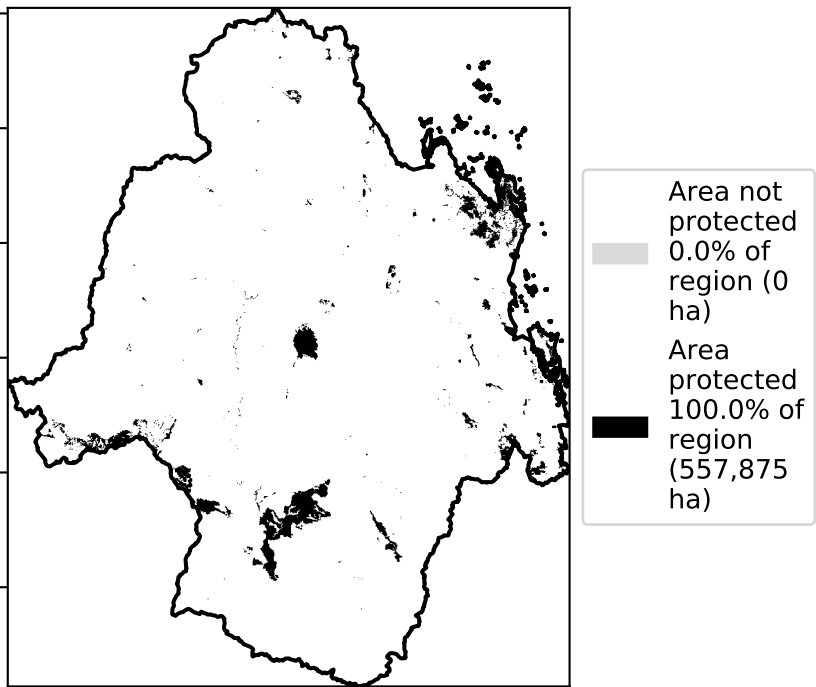 Area not
protected
0.0% of
region (0
ha)
Area
protected
100.0% of
region
(557,875
ha)